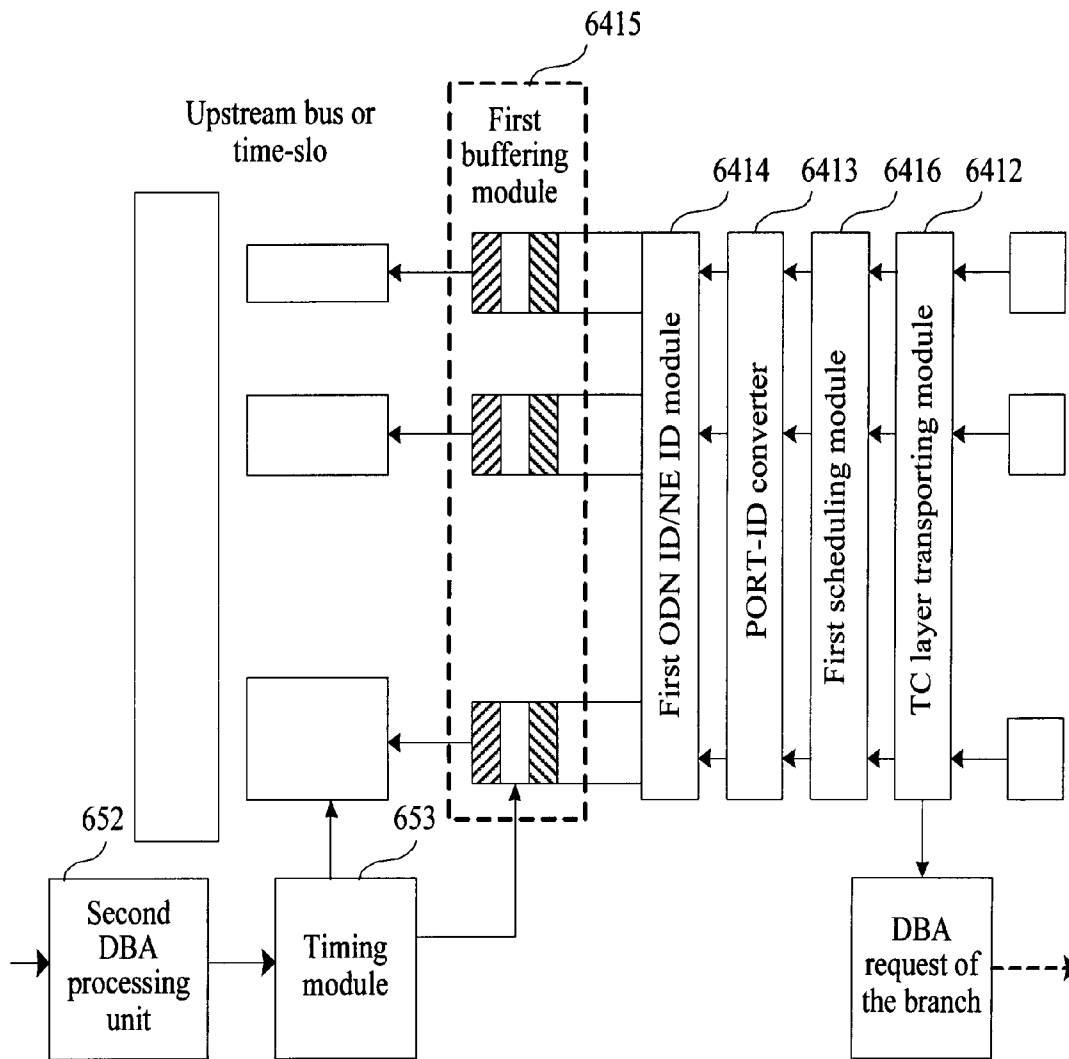 6415
Upstream bus or
time-slo
First
buffering
module
6414
6413
6416
6412
First ODN ID/NE ID module
PORT-ID converter
First scheduling module
TC layer transporting module
652
653
Second
DBA
processing
unit
Timing
module
DBA
request of
the branch